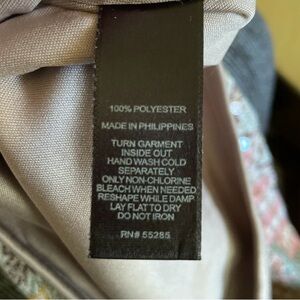 100% POLYESTER
MADE IN PHILIPPINES
TURN GARMENT
INSIDE OUT
HAND WASH COLD
SEPARATELY
ONLY NON-CHLORINE
BLEACH WHEN NEEDED
RESHAPE WHILE DAMP
LAY FLAT TO DRY
DO NOT IRON
RN# 55285